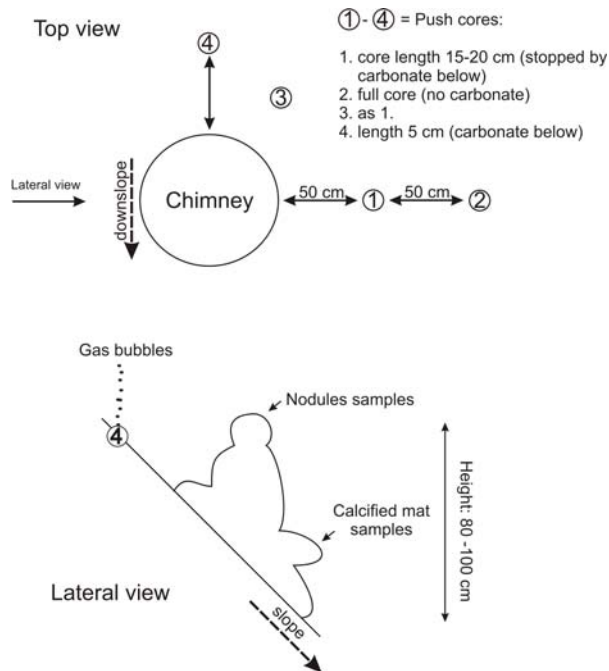 Top view
①-④ = Push cores:
1. core length 15-20 cm (stopped by
carbonate below)
2. full core (no carbonate)
3. as 1.
4. length 5 cm (carbonate below)
④
③
Lateral view
downslope
Chimney
50 cm
①
50 cm
②
Gas bubbles
④
Nodules samples
Calcified mat
samples
Height: 80 -100 cm
Lateral view
slope